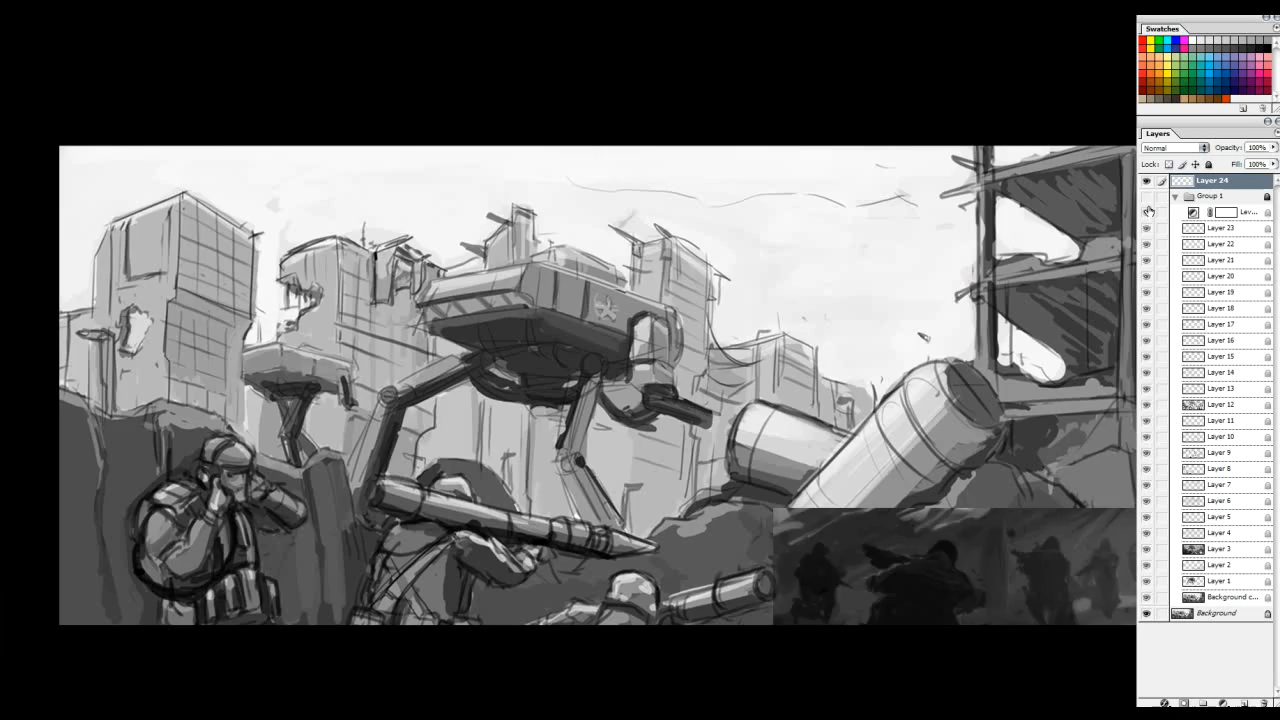 Swatches
Layers
Normal Opacity: 100%
Lock: Fill: 100%
Layer 24
Group 1
Lev...
Layer 23
Layer 22
Layer 21
Layer 20
Layer 19
Layer 18
Layer 17
Layer 16
Layer 15
Layer 14
Layer 13
Layer 12
Layer 11
Layer 10
Layer 9
Layer 8
Layer 7
Layer 6
Layer 5
Layer 4
Layer 3
Layer 2
Layer 1
Background c...
Background